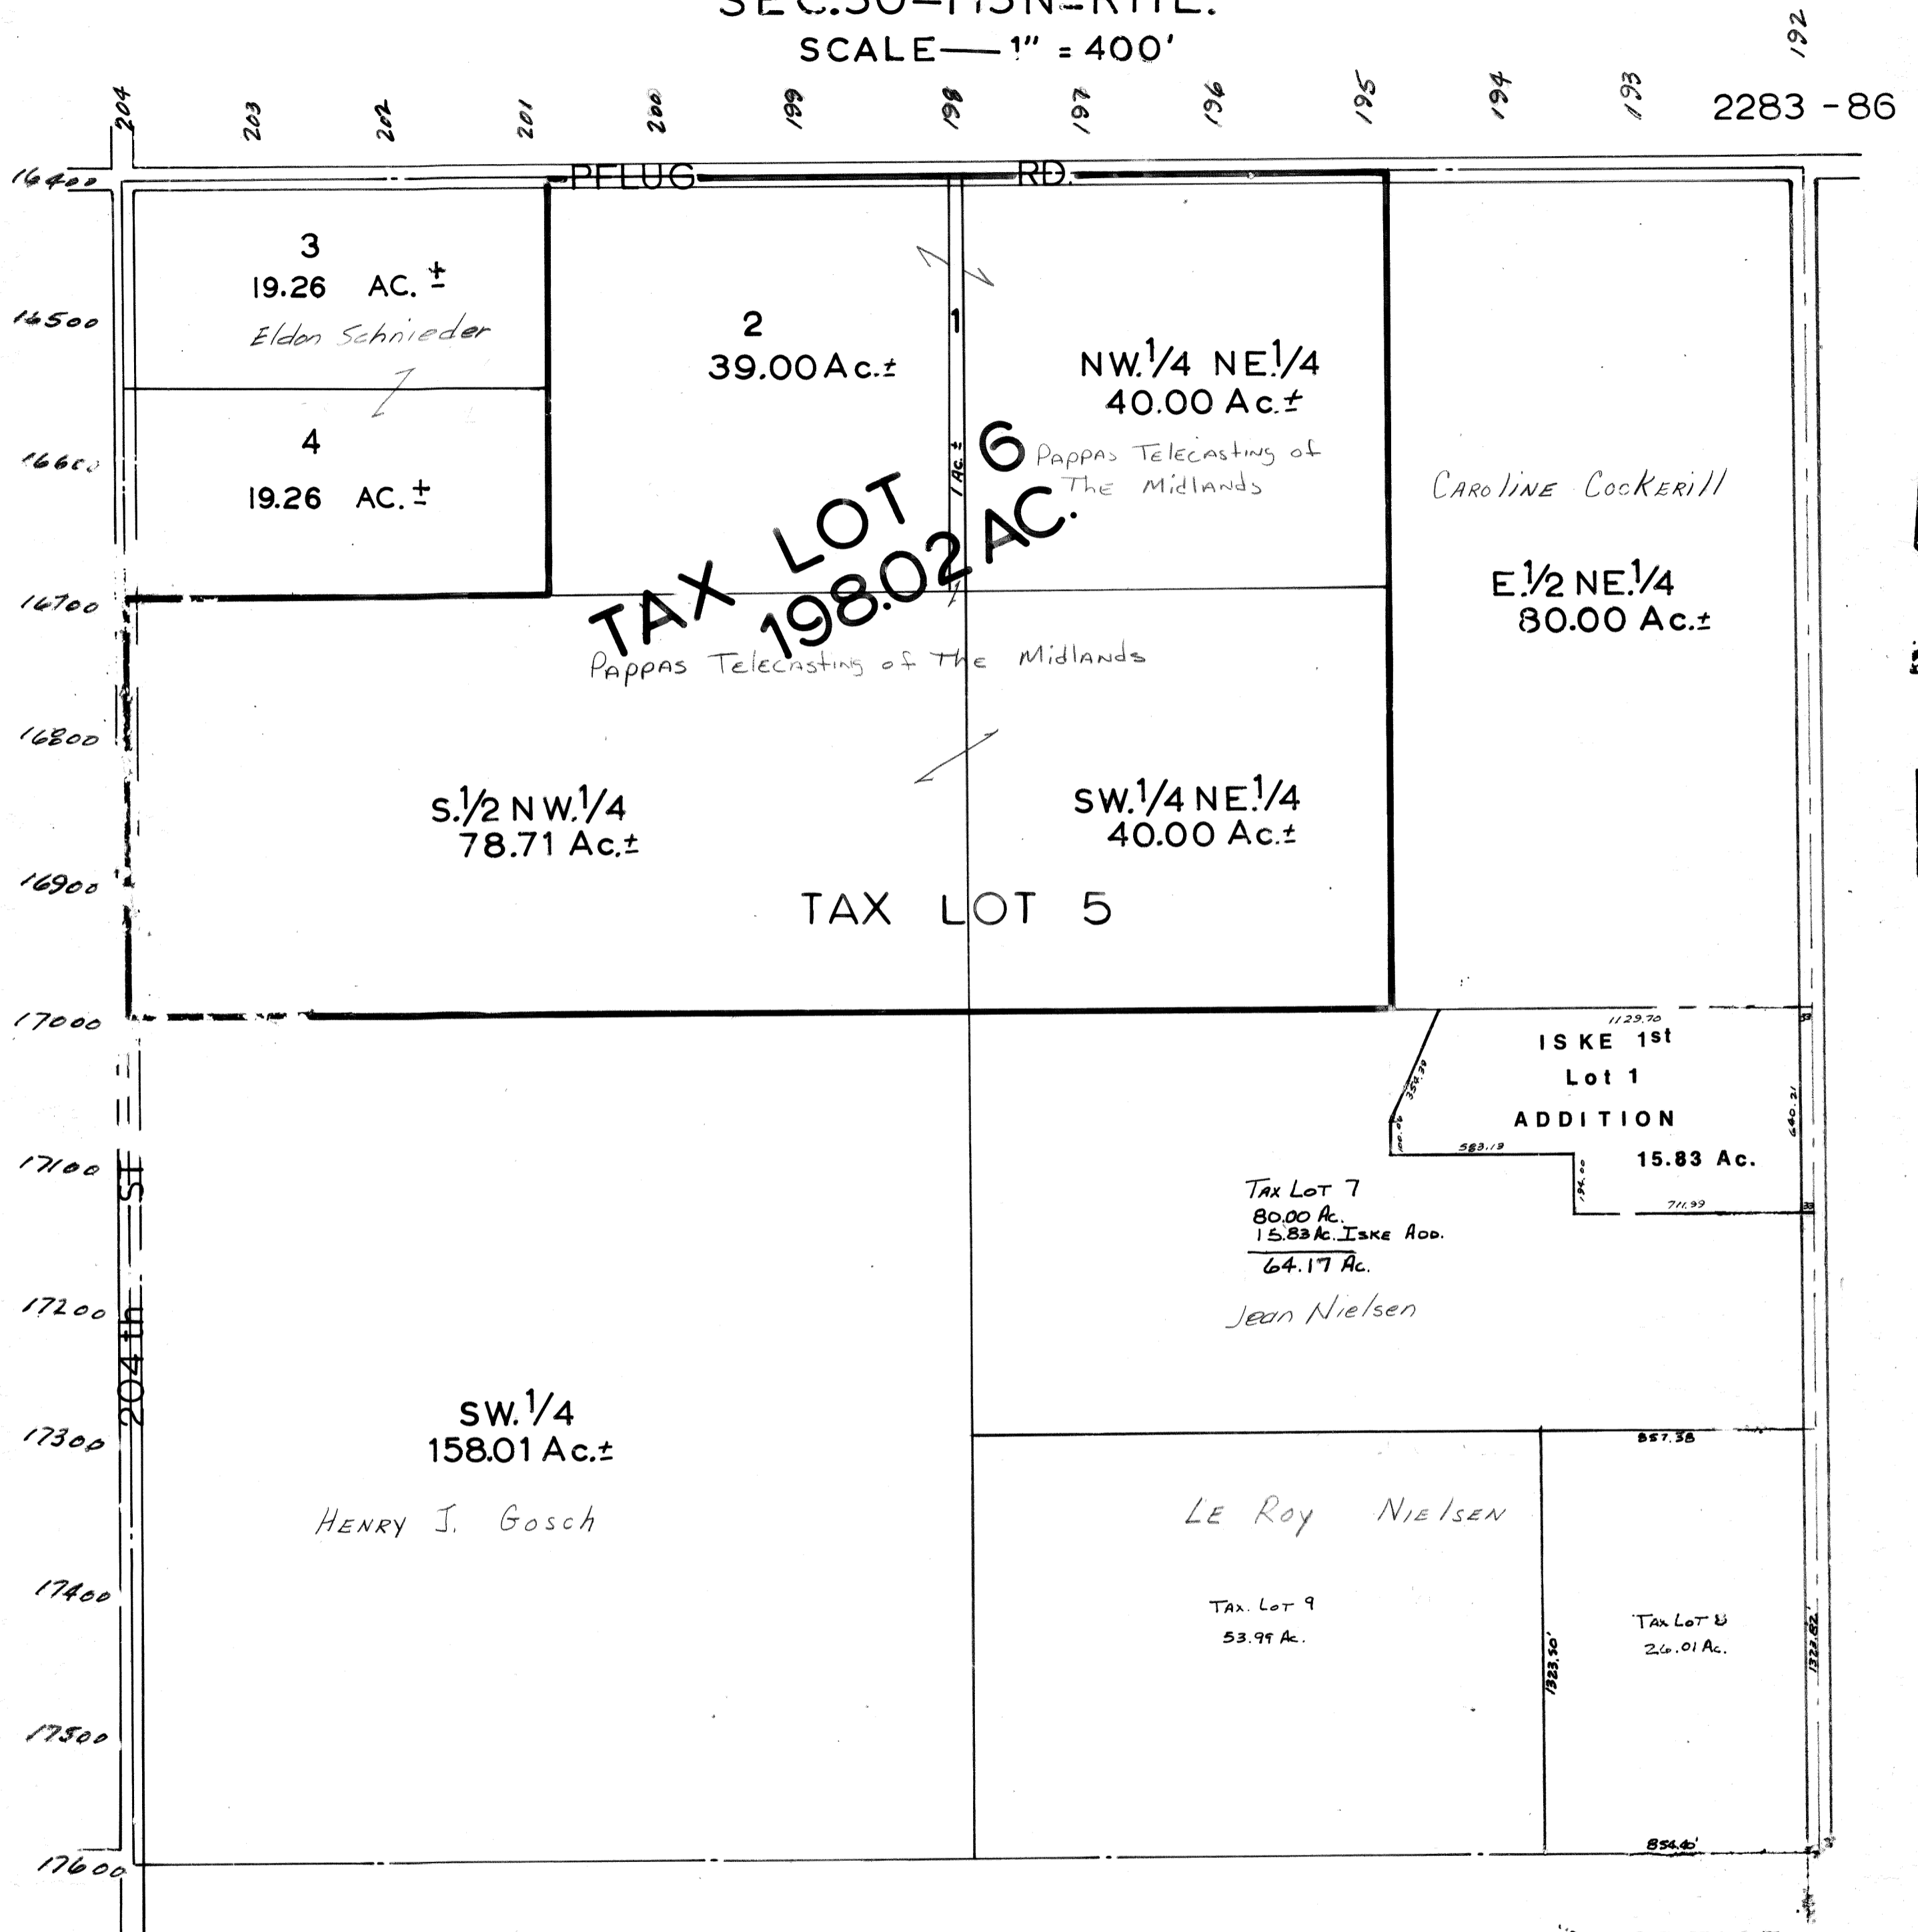 SCALE—1" = 400'
204 203 202 201 200 199 198 197 196 195 194 193 192
2283 -86
PFLUG RD.
16400
16500
16600
16700
16800
16900
17000
17100
17200
17300
17400
17500
17600
204th ST
3
19.26 AC. ±
Eldon Schnieder
4
19.26 AC. ±
2
39.00 Ac.±
1
1 Ac. ±
NW.1/4 NE.1/4
40.00 Ac.±
Pappas Telecasting of
The Midlands
TAX LOT 6
198.02 AC.
Pappas Telecasting of The Midlands
CAROLINE COCKERILL
E.1/2 NE.1/4
80.00 Ac.±
S.1/2 NW.1/4
78.71 Ac.±
SW.1/4 NE.1/4
40.00 Ac.±
TAX LOT 5
1129.70
33
ISKE 1st
Lot 1
ADDITION
15.83 Ac.
640.21
583.19
194.00
711.99
33
TAX LOT 7
80.00 Ac.
15.83 Ac. ISKE ADD.
64.17 Ac.
Jean Nielsen
SW.1/4
158.01 Ac.±
HENRY J. Gosch
857.38
LE Roy NIELSEN
TAX. LOT 9
53.99 Ac.
1323.50'
TAX LOT 8
26.01 Ac.
1322.82'
854.40'